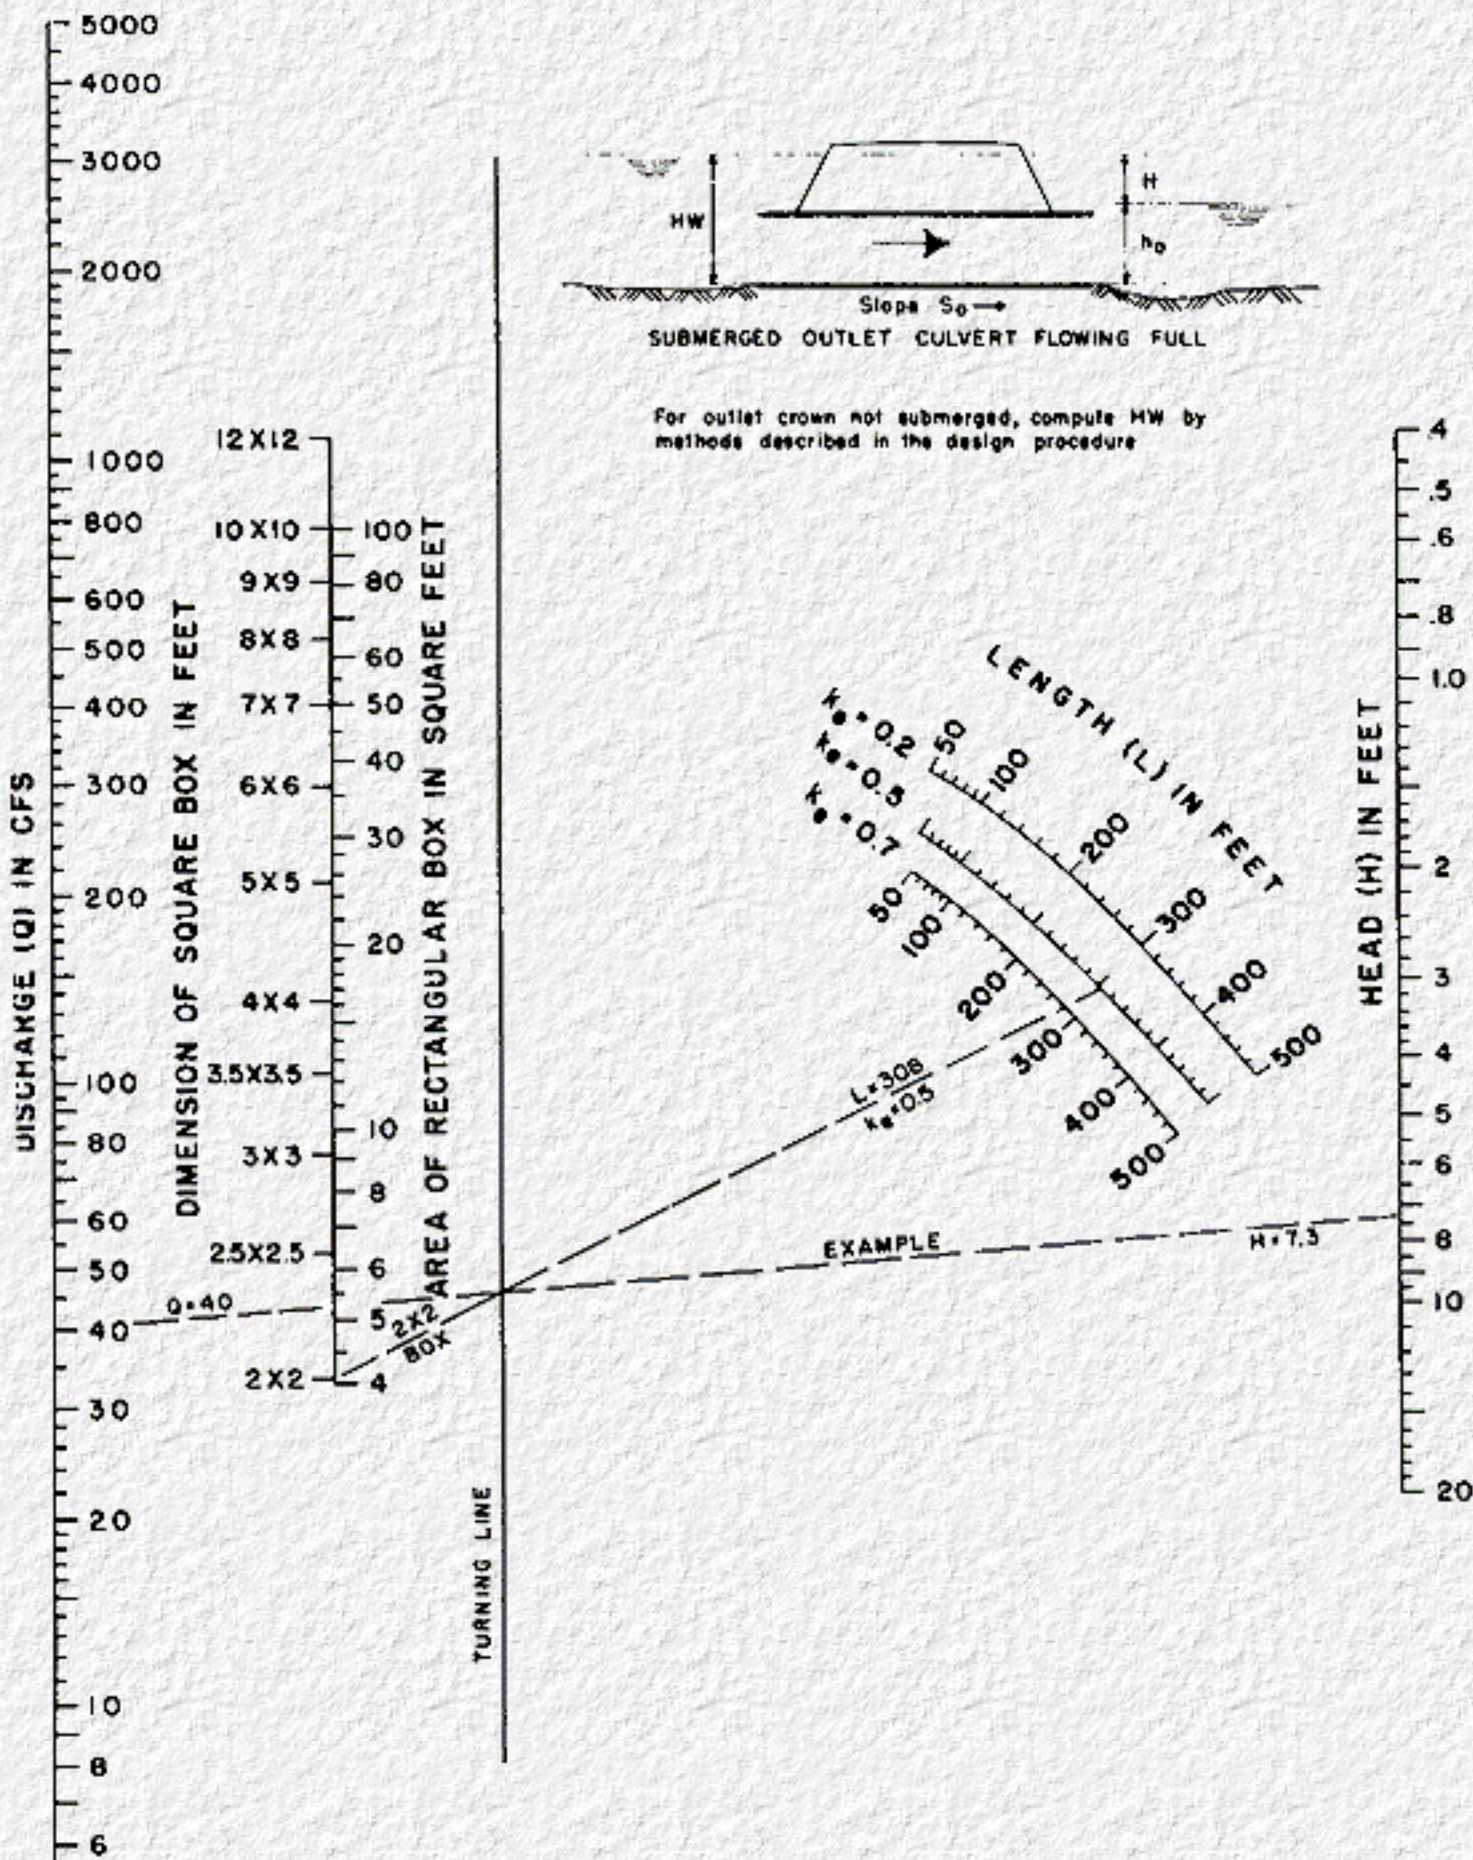 5000
4000
3000
2000
1000
800
600
500
400
300
200
100
80
60
50
40
30
20
10
8
6
DISCHARGE (Q) IN CFS
12X12
10X10
9X9
8X8
7X7
6X6
5X5
4X4
3.5X3.5
3X3
2.5X2.5
2X2
DIMENSION OF SQUARE BOX IN FEET
100
80
60
50
40
30
20
10
8
6
5
4
AREA OF RECTANGULAR BOX IN SQUARE FEET
TURNING LINE
HW
H
ho
Slope So
SUBMERGED OUTLET CULVERT FLOWING FULL
For outlet crown not submerged, compute HW by
methods described in the design procedure
LENGTH (L) IN FEET
ke = 0.2
50
100
200
300
400
500
ke = 0.5
ke = 0.7
50
100
200
300
400
500
L=308
ke=0.5
EXAMPLE
H=7.3
Q=40
2X2
BOX
.4
.5
.6
.8
1.0
2
3
4
5
6
8
10
20
HEAD (H) IN FEET